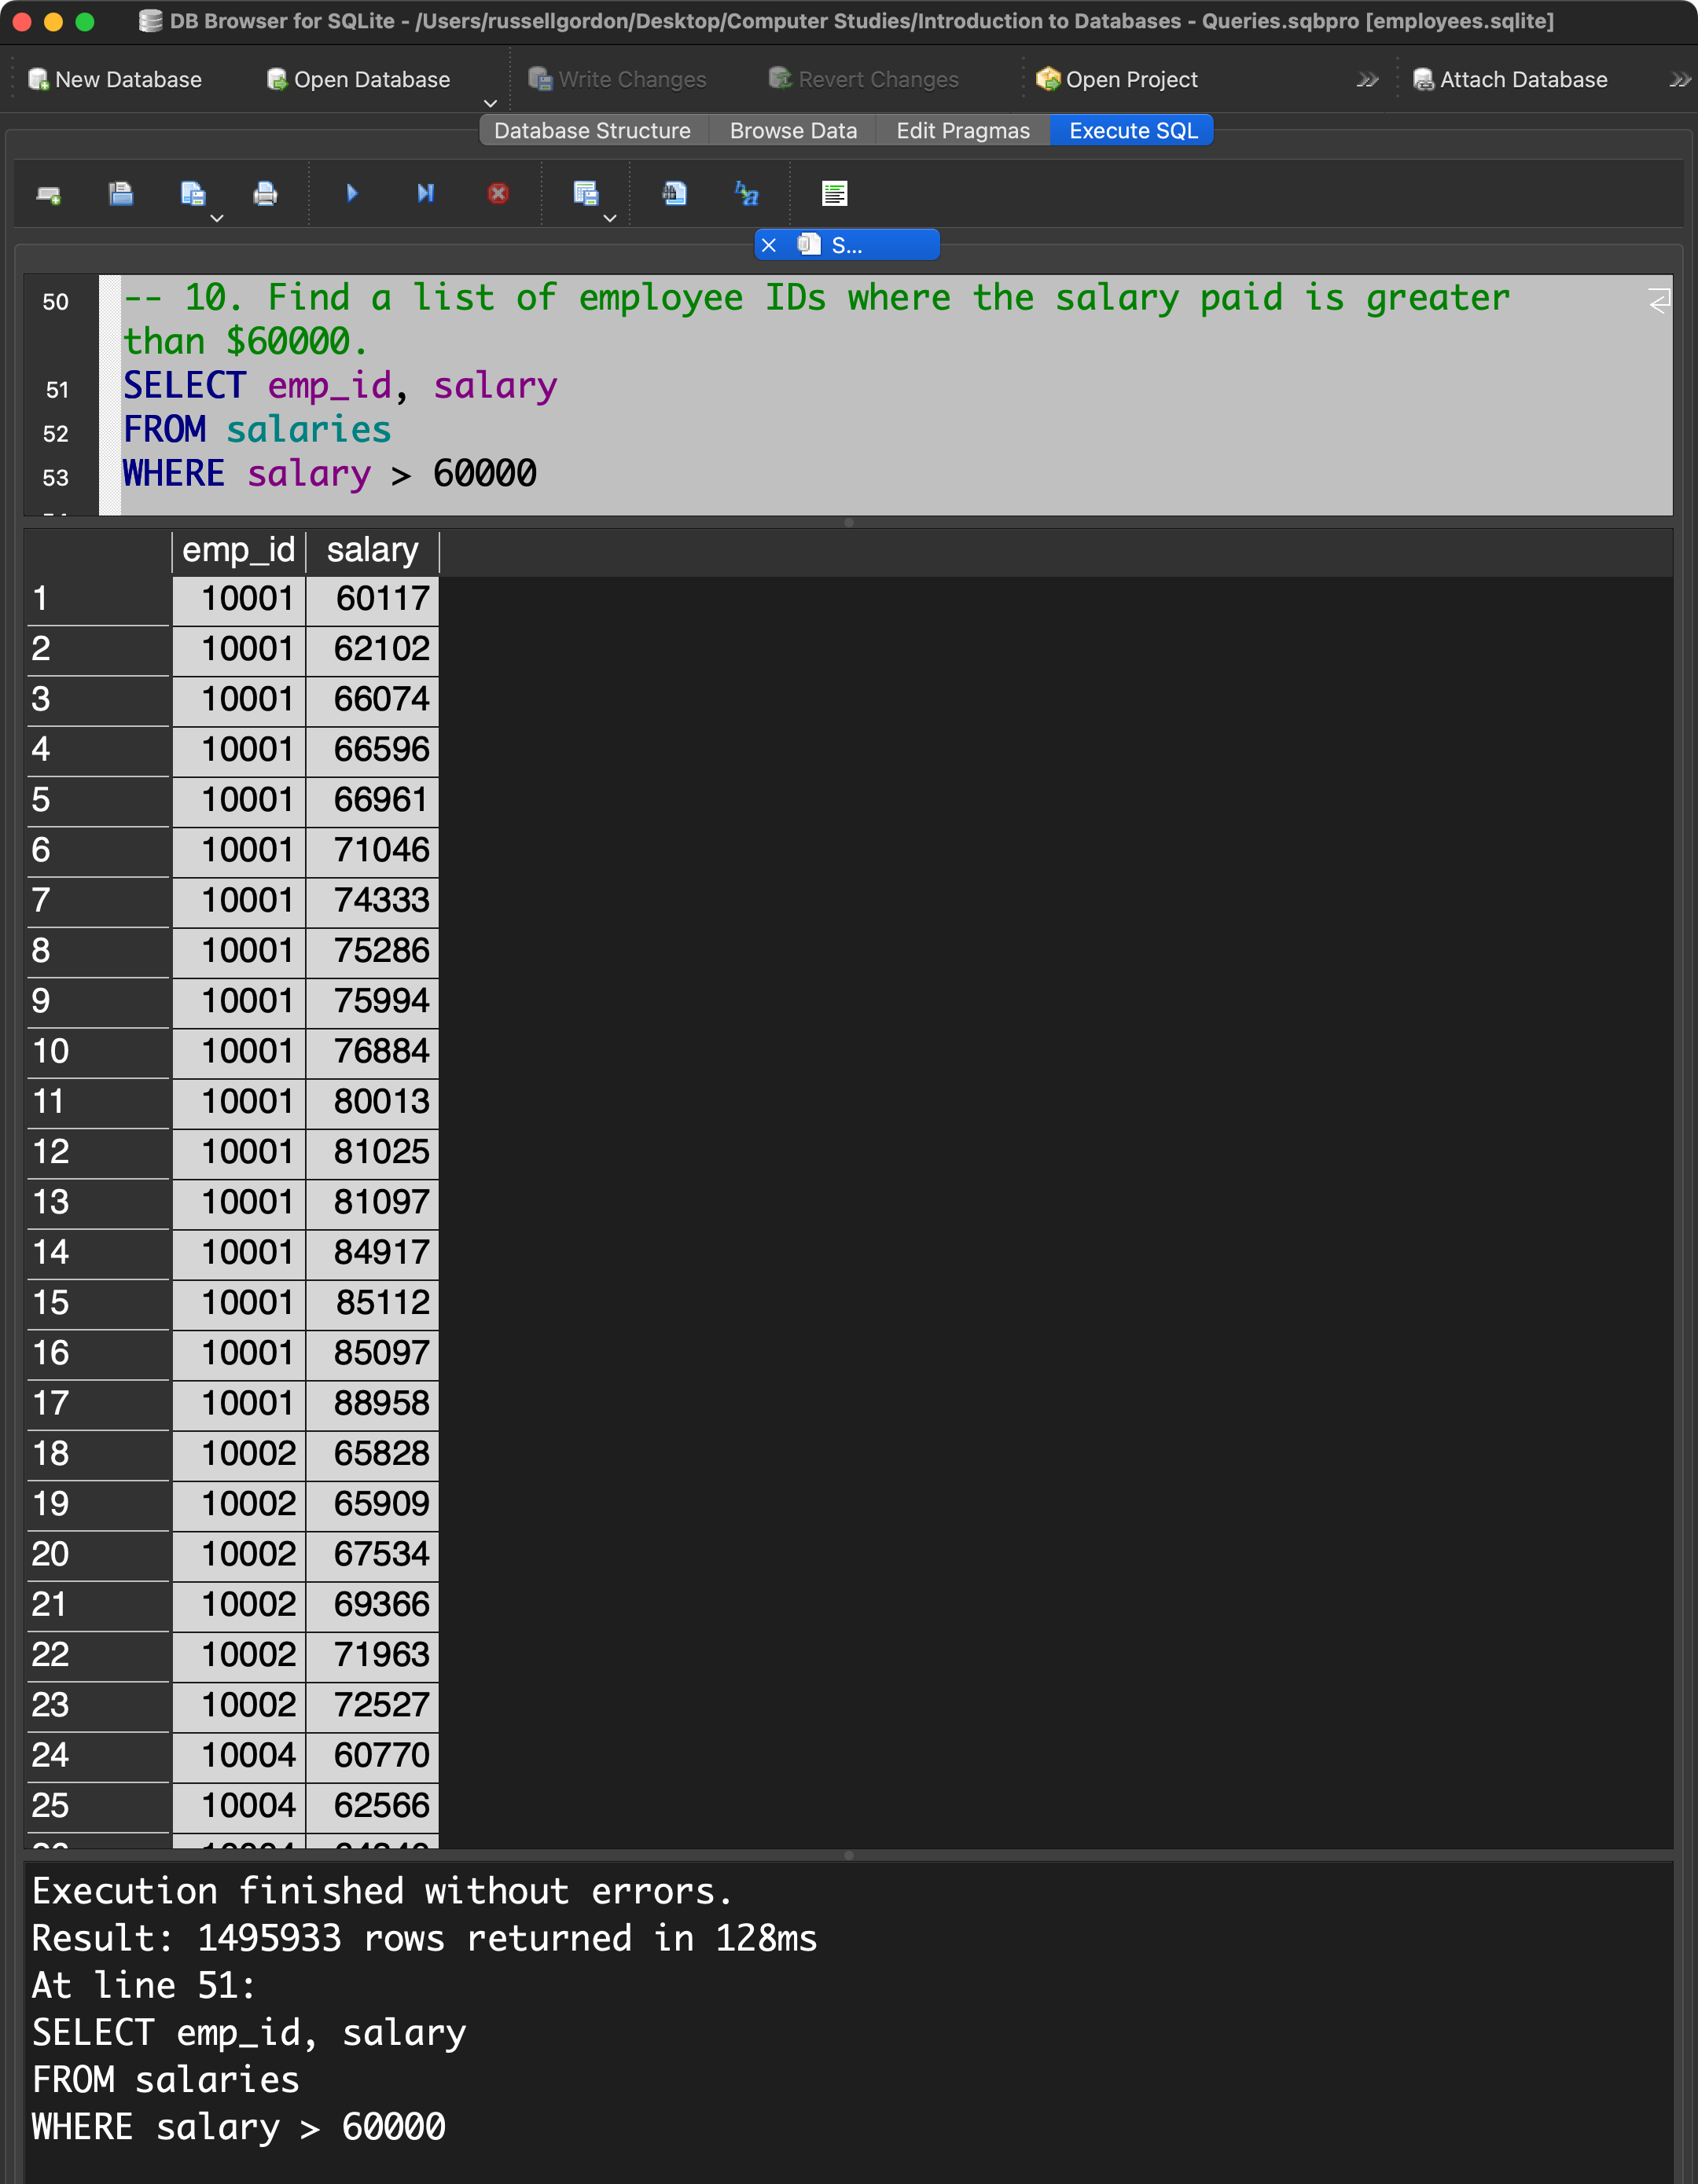 DB Browser for SQLite - /Users/russellgordon/Desktop/Computer Studies/Introduction to Databases - Queries.sqbpro [employees.sqlite]
New Database Open Database Write Changes Revert Changes Open Project Attach Database
Database Structure Browse Data Edit Pragmas Execute SQL
S...
50 -- 10. Find a list of employee IDs where the salary paid is greater
than $60000.
51 SELECT emp_id, salary
52 FROM salaries
53 WHERE salary > 60000
emp_id salary
1 10001 60117
2 10001 62102
3 10001 66074
4 10001 66596
5 10001 66961
6 10001 71046
7 10001 74333
8 10001 75286
9 10001 75994
10 10001 76884
11 10001 80013
12 10001 81025
13 10001 81097
14 10001 84917
15 10001 85112
16 10001 85097
17 10001 88958
18 10002 65828
19 10002 65909
20 10002 67534
21 10002 69366
22 10002 71963
23 10002 72527
24 10004 60770
25 10004 62566
Execution finished without errors.
Result: 1495933 rows returned in 128ms
At line 51:
SELECT emp_id, salary
FROM salaries
WHERE salary > 60000